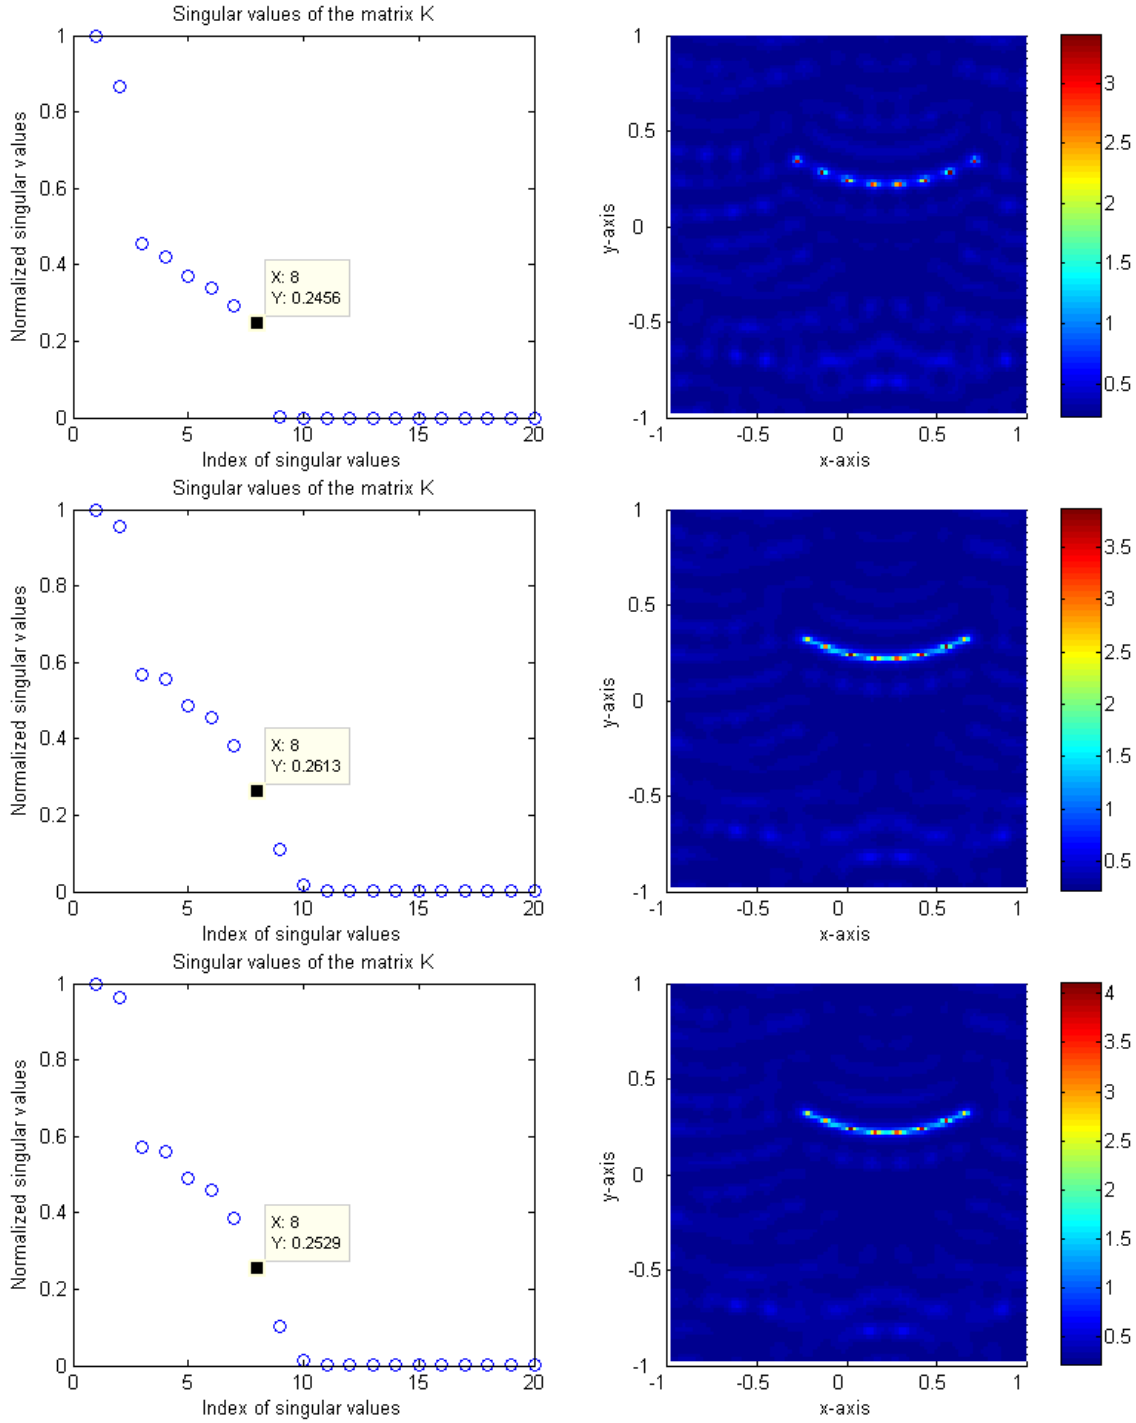 Singular values of the matrix K
1
0.8
0.6
0.4
0.2
0
Normalized singular values
X: 8
Y: 0.2456
0 5 10 15 20
Index of singular values
1
0.5
0
-0.5
-1
y-axis
-1 -0.5 0 0.5 1
x-axis
3
2.5
2
1.5
1
0.5
Singular values of the matrix K
1
0.8
0.6
0.4
0.2
0
Normalized singular values
X: 8
Y: 0.2613
0 5 10 15 20
Index of singular values
1
0.5
0
-0.5
-1
y-axis
-1 -0.5 0 0.5 1
x-axis
3.5
3
2.5
2
1.5
1
0.5
Singular values of the matrix K
1
0.8
0.6
0.4
0.2
0
Normalized singular values
X: 8
Y: 0.2529
0 5 10 15 20
Index of singular values
1
0.5
0
-0.5
-1
y-axis
-1 -0.5 0 0.5 1
x-axis
4
3.5
3
2.5
2
1.5
1
0.5